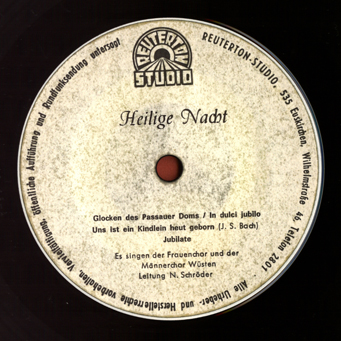 REUTERTON
STUDIO
REUTERTON-STUDIO, 535 Euskirchen, Wilhelmstraße 46, Telefon 2601
Alle Urheber- und Herstellerrechte vorbehalten. Vervielfältigung, öffentliche Aufführung und Rundfunksendung untersagt
Heilige Nacht
Glocken des Passauer Doms / In dulci jubilo
Uns ist ein Kindlein heut geborn (J. S. Bach)
Jubilate
Es singen der Frauenchor und der
Männerchor Wüsten
Leitung N. Schröder